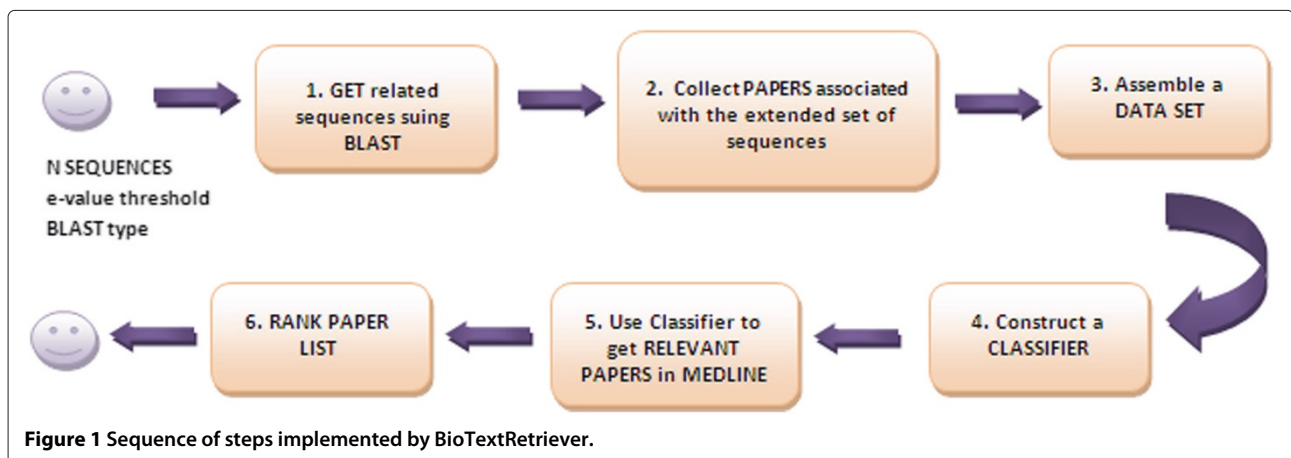 N SEQUENCES
e-value threshold
BLAST type
1. GET related
sequences suing
BLAST
2. Collect PAPERS associated
with the extended set of
sequences
3. Assemble a
DATA SET
4. Construct a
CLASSIFIER
5. Use Classifier to
get RELEVANT
PAPERS in MEDLINE
6. RANK PAPER
LIST
Figure 1 Sequence of steps implemented by BioTextRetriever.